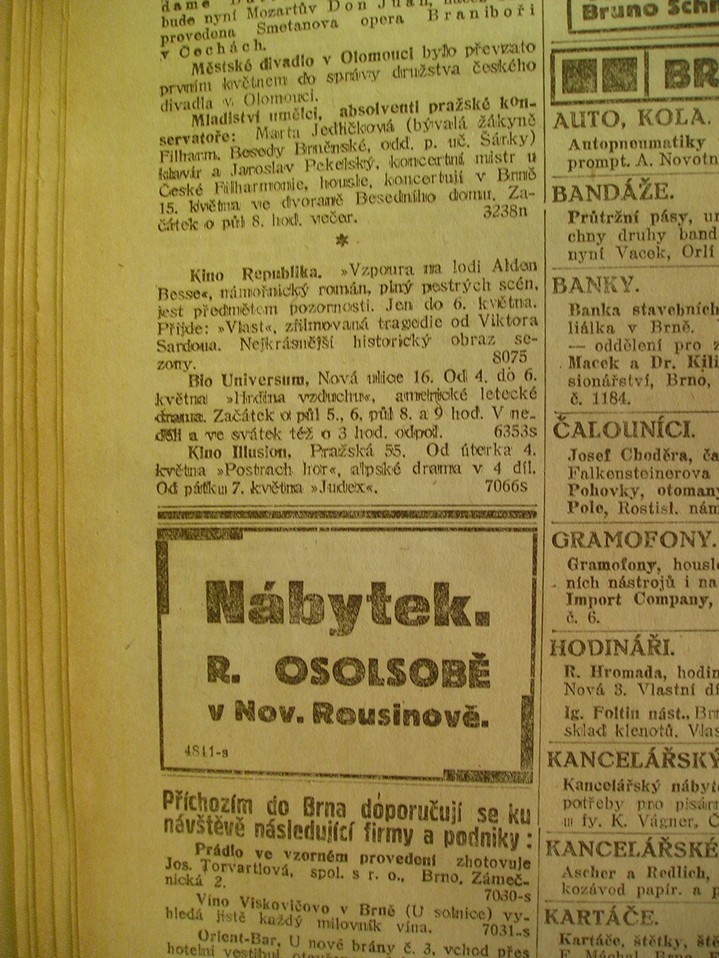 bude nyní Mozartův Don Juan,
provedena Smetanova opera Braniboři
v Čechách.
Městské divadlo v Olomouci bylo převzato
prvním květnem do správy družstva českého
divadla v Olomouci.
Mladiství umělci, absolventi pražské kon-
servatoře: Marta Jedličková (bývalá žákyně
Filharm. Besedy Brněnské, odd. p. uč. Šárky)
klavír a Jaroslav Pekelský, koncertní mistr u
České Filharmonie, housle, koncertují v Brně
15. května ve dvoraně Besedního domu. Za-
čátek o půl 8. hod. večer. 3238n
*
Kino Republika. »Vzpoura na lodi Alden
Besse«, námořnický román, plný pestrých scén,
jest předmětem pozornosti. Jen do 6. května.
Přijde: »Vlast«, zfilmovaná tragedie od Viktora
Sardoua. Nejkrásnější historický obraz se-
zony. 8075
Bio Universum, Nová ulice 16. Od 4. do 6.
května »Hrdina vzduchu«, americké letecké
drama. Začátek o půl 5., 6, půl 8. a 9 hod. V ne-
děli a ve svátek též o 3 hod. odpol. 6353s
Kino Illusion, Pražská 55. Od úterka 4.
května »Postrach hor«, alpské drama v 4 díl.
Od pátku 7. května »Judex«. 7066s
Nábytek.
R. OSOLSOBĚ
v Nov. Rousinově.
4811-s
Příchozím do Brna doporučují se ku
návštěvě následující firmy a podniky:
Prádlo ve vzorném provedení zhotovuje
Jos. Torvartlová, spol. s r. o., Brno, Zámeč-
nická 2. 7030-s
Víno Viskovičovo v Brně (U solnice) vy-
hledá jistě každý milovník vína. 7031-s
Orient-Bar, U nové brány č. 3, vchod přes
Bruno Sch
BR
AUTO, KOLA.
Autopneumatiky
prompt. A. Novotn
BANDÁŽE.
Průtržní pásy, u
chny druhy band
nyní Vacek, Orlí
BANKY.
Banka stavebních
liálka v Brně.
— oddělení pro
Macek a Dr. Kili
sionářství, Brno,
č. 1184.
ČALOUNÍCI.
Josef Choděra, ča
Falkensteinerova
Pohovky, otoman
Pole, Rostisl. nám
GRAMOFONY.
Gramofony, housl
ních nástrojů i na
Import Company,
č. 6.
HODINÁŘI.
R. Hromada, hodin
Nová 3. Vlastní dí
Ig. Foltin nást., Br
sklad klenotů. Vlas
KANCELÁŘSKÝ
Kancelářský nábyt
potřeby pro písár
u fy. K. Vágner,
KANCELÁŘSKÉ
Ascher a Redlich,
kozávod papír. a p
KARTÁČE.
Kartáče, štětky, ště